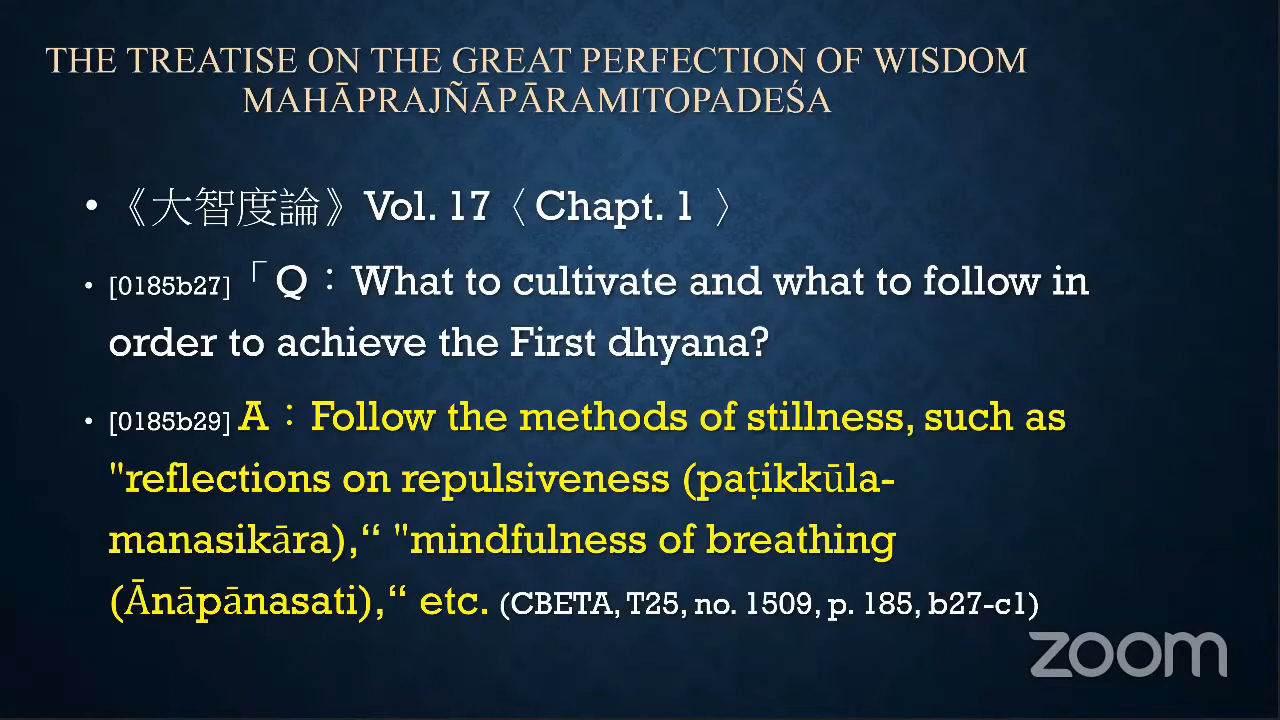 THE TREATISE ON THE GREAT PERFECTION OF WISDOM
MAHĀPRAJÑĀPĀRAMITOPADEŚA
• 《大智度論》Vol. 17〈 Chapt. 1 〉
• [0185b27]「Q：What to cultivate and what to follow in
order to achieve the First dhyana?
• [0185b29] A：Follow the methods of stillness, such as
"reflections on repulsiveness (paṭikkūla-
manasikāra),“ "mindfulness of breathing
(Ānāpānasati),“ etc. (CBETA, T25, no. 1509, p. 185, b27-c1)
zoom